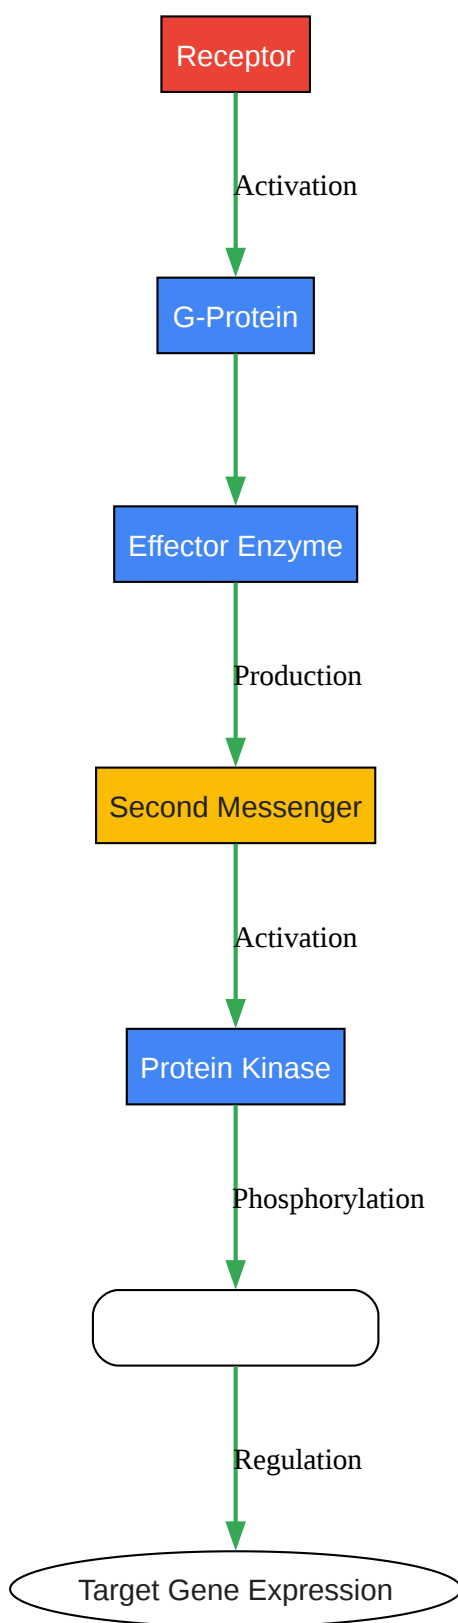 Receptor
Activation
G-Protein
Effector Enzyme
Production
Second Messenger
Activation
Protein Kinase
Phosphorylation
Regulation
Target Gene Expression